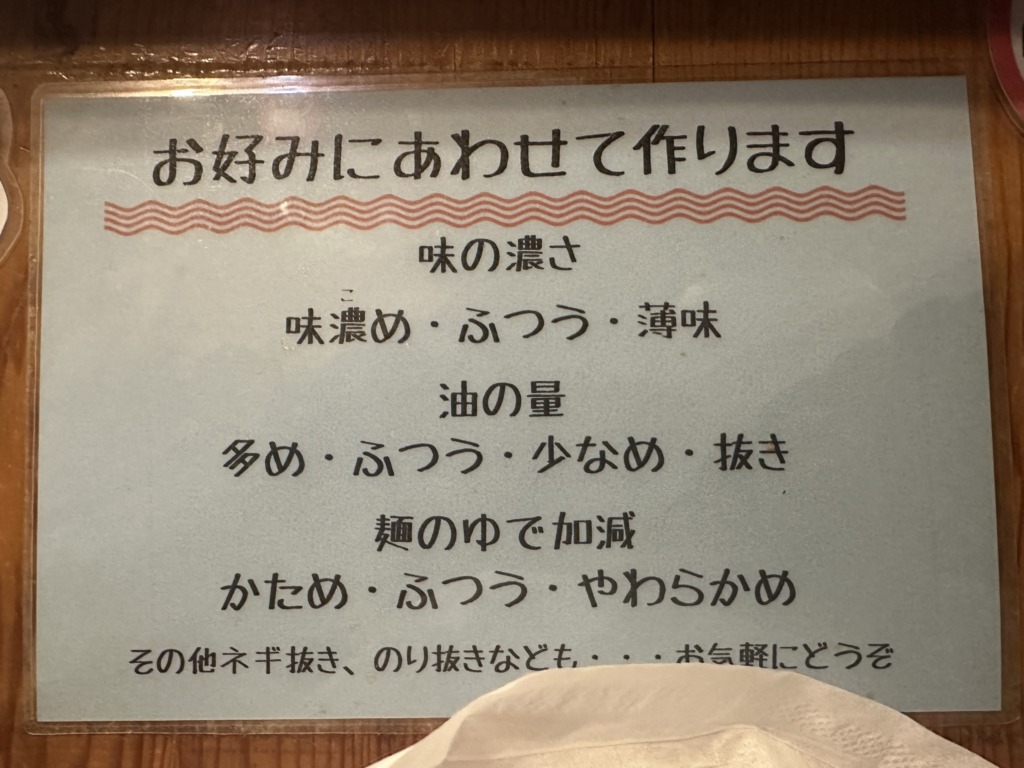 お好みにあわせて作ります
味の濃さ
こ
味濃め・ふつう・薄味
油の量
多め・ふつう・少なめ・抜き
麺のゆで加減
かため・ふつう・やわらかめ
その他ネギ抜き、のり抜きなども・・・お気軽にどうぞ